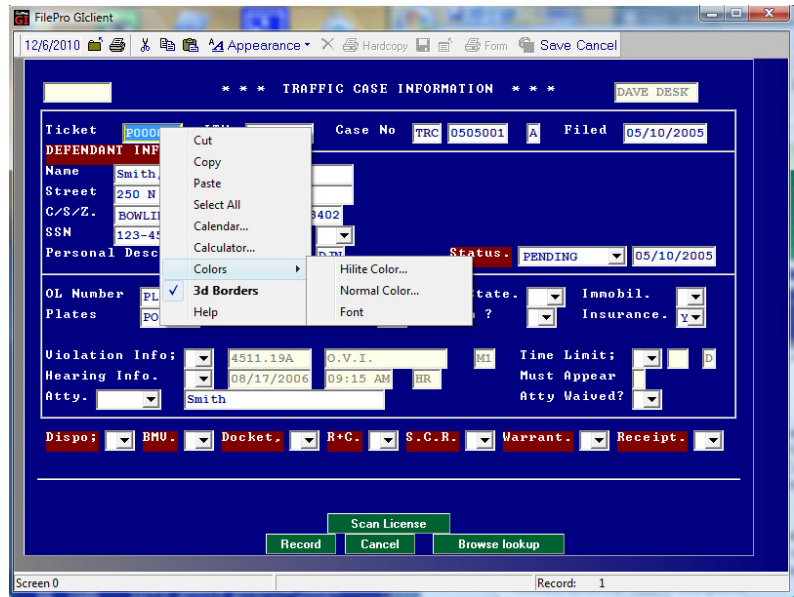 FilePro GIclient
12/6/2010 Appearance Hardcopy Form Save Cancel
* * * TRAFFIC CASE INFORMATION * * * DAVE DESK
Ticket Case No TRC 0505001 A Filed 05/10/2005
DEFENDANT
Name Smith,
Street 250 N
C/S/Z.
SSN
Personal Status. PENDING 05/10/2005
Cut
Copy
Paste
Select All
Calendar...
Calculator...
Colors
3d Borders
Help
Hilite Color...
Normal Color...
Font
OL Number Immobil.
Plates ? Insurance. Y
Violation Info; 4511.19A O.V.I. M1 Time Limit; D
Hearing Info. 08/17/2006 09:15 AM HR Must Appear
Atty. Smith Atty Waived?
Dispo; BMV. Docket, R+C. S.C.R. Warrant. Receipt.
Scan License
Record Cancel Browse lookup
Screen 0 Record: 1